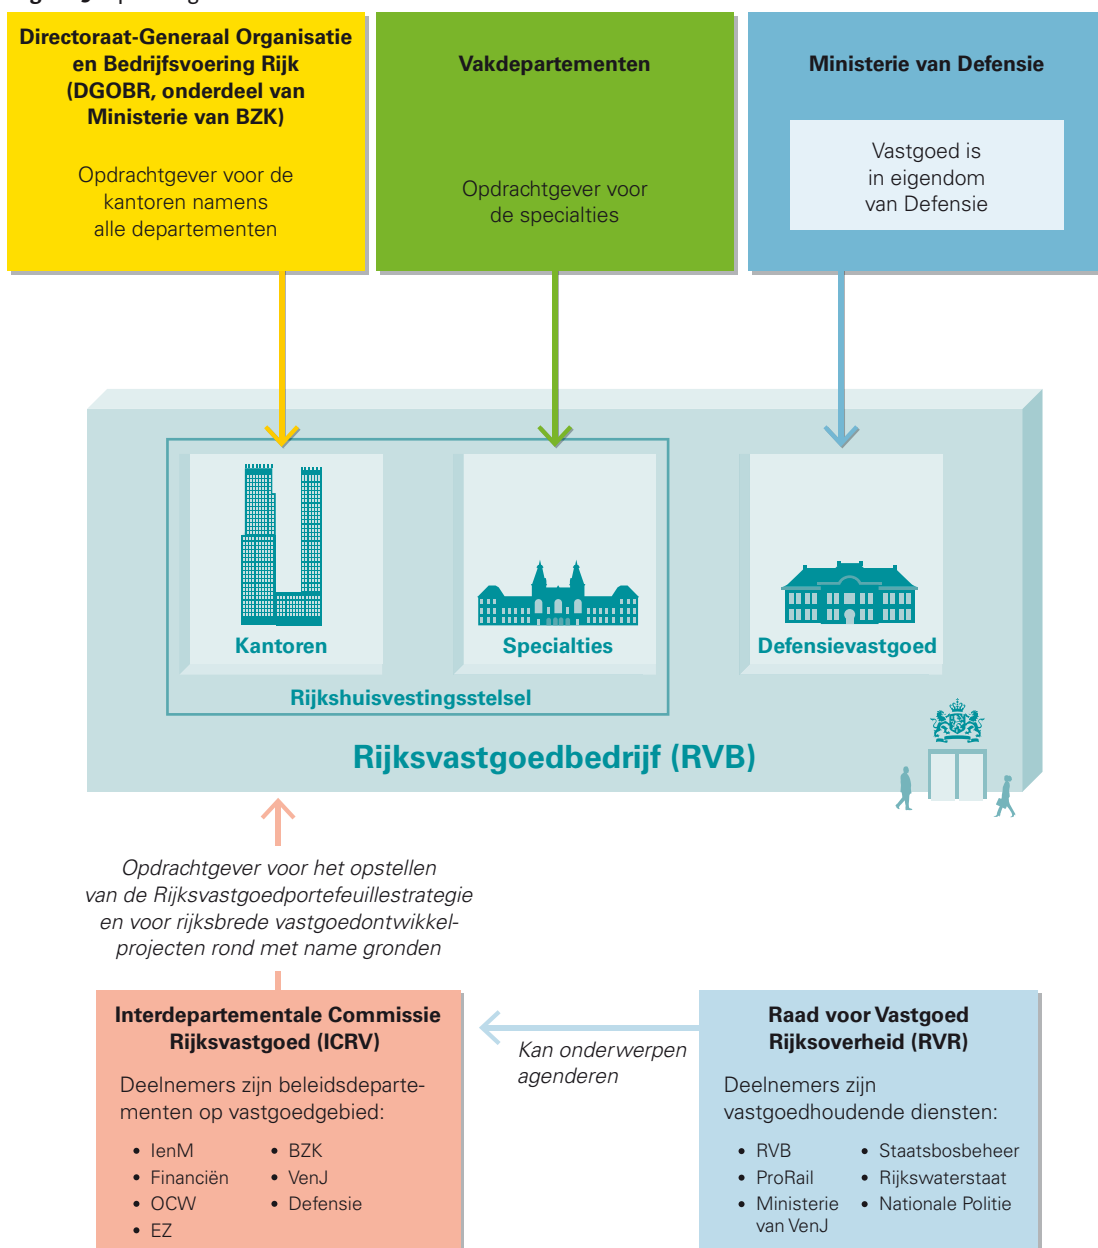 Directoraat-Generaal Organisatie
en Bedrijfsvoering Rijk
(DGOBR, onderdeel van
Ministerie van BZK)
Opdrachtgever voor de
kantoren namens
alle departementen
Vakdepartementen
Opdrachtgever voor
de specialties
Ministerie van Defensie
Vastgoed is
in eigendom
van Defensie
Kantoren
Specialties
Defensievastgoed
Rijkshuisvestingsstelsel
Rijksvastgoedbedrijf (RVB)
Opdrachtgever voor het opstellen
van de Rijksvastgoedportefeuillestrategie
en voor rijksbrede vastgoedontwikkel-
projecten rond met name gronden
Interdepartementale Commissie
Rijksvastgoed (ICRV)
Deelnemers zijn beleidsdeparte-
menten op vastgoedgebied:
• IenM
• Financiën
• OCW
• EZ
• BZK
• VenJ
• Defensie
Kan onderwerpen
agenderen
Raad voor Vastgoed
Rijksoverheid (RVR)
Deelnemers zijn
vastgoedhoudende diensten:
• RVB
• ProRail
• Ministerie
van VenJ
• Staatsbosbeheer
• Rijkswaterstaat
• Nationale Politie